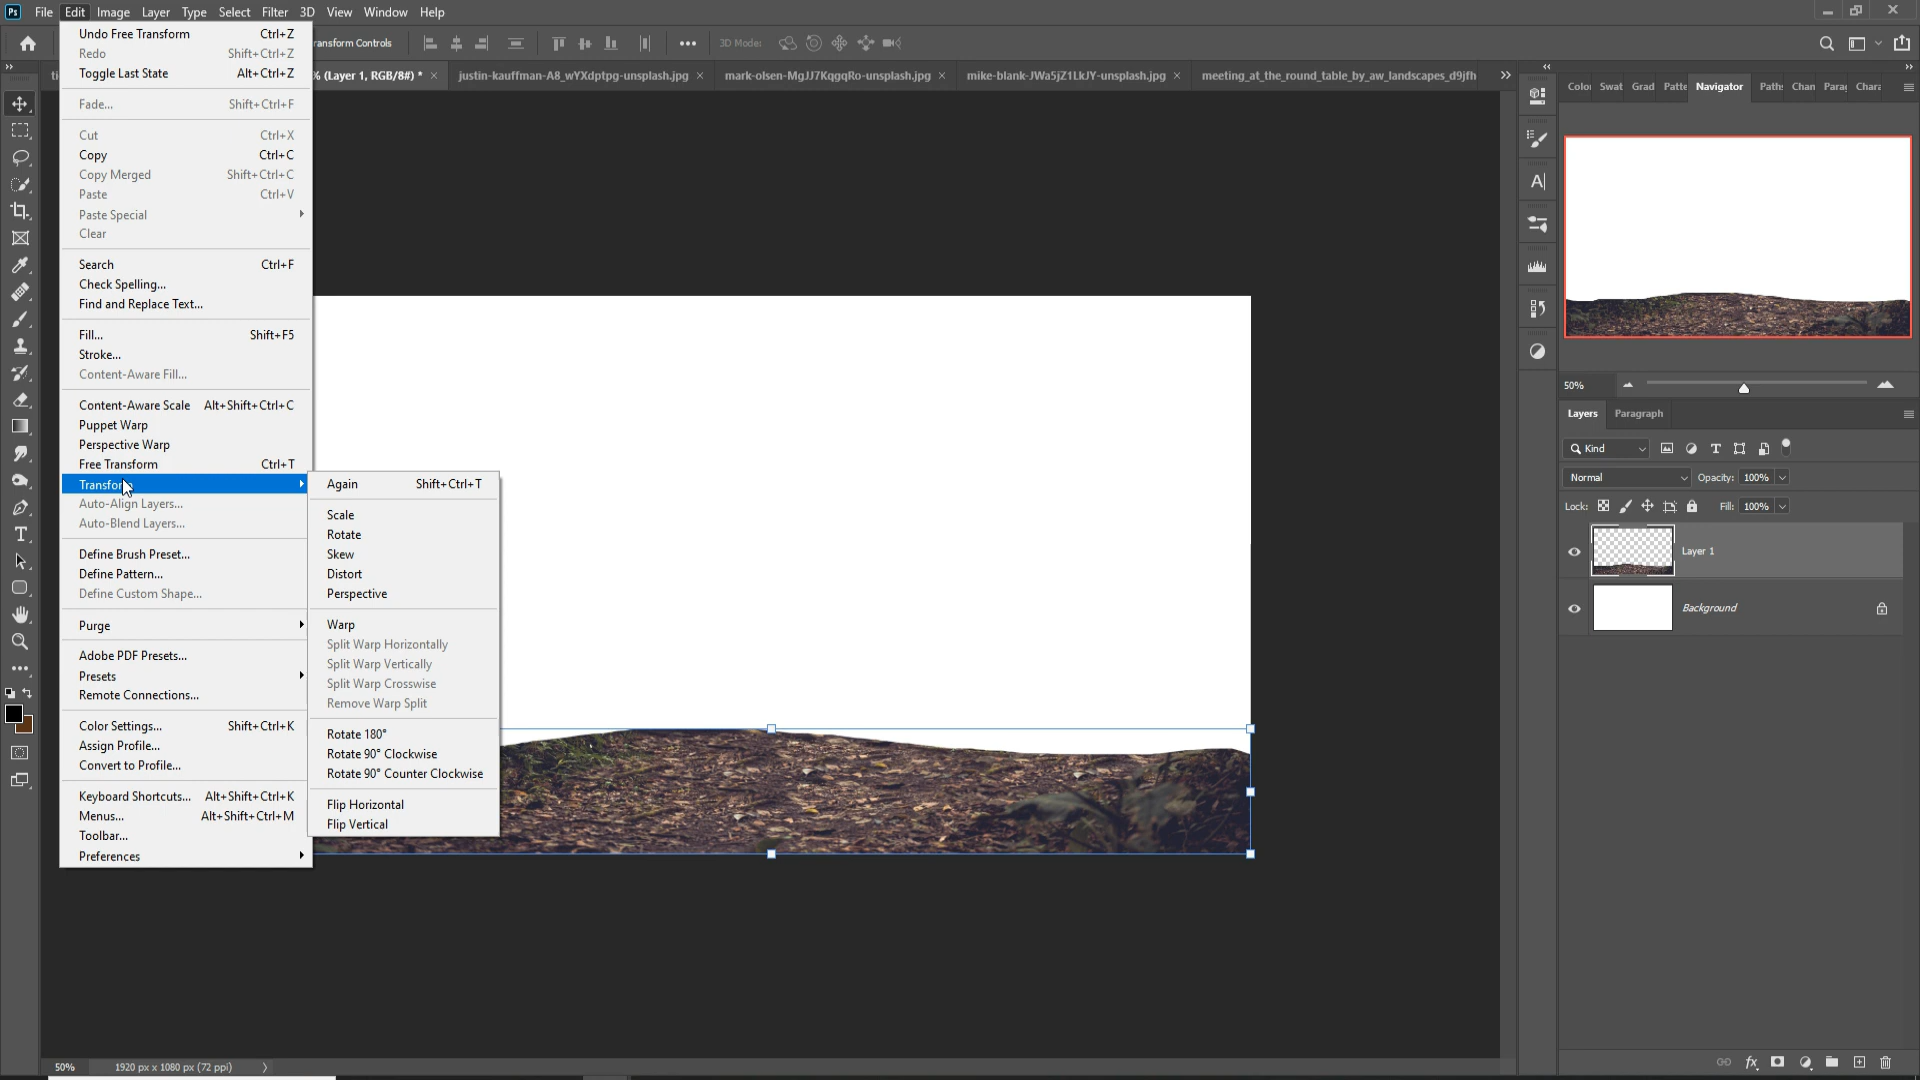 Ps File Edit Image Layer Type Select Filter 3D View Window Help
ransform Controls 3D Mode:
% (Layer 1, RGB/8#) * × justin-kauffman-A8_wYXdptpg-unsplash.jpg × mark-olsen-MgJJ7KqgqRo-unsplash.jpg × mike-blank-JWa5jZ1LkJY-unsplash.jpg × meeting_at_the_round_table_by_aw_landscapes_d9jfh
Undo Free Transform Ctrl+Z
Redo Shift+Ctrl+Z
Toggle Last State Alt+Ctrl+Z
Fade... Shift+Ctrl+F
Cut Ctrl+X
Copy Ctrl+C
Copy Merged Shift+Ctrl+C
Paste Ctrl+V
Paste Special
Clear
Search Ctrl+F
Check Spelling...
Find and Replace Text...
Fill... Shift+F5
Stroke...
Content-Aware Fill...
Content-Aware Scale Alt+Shift+Ctrl+C
Puppet Warp
Perspective Warp
Free Transform Ctrl+T
Transform
Auto-Align Layers...
Auto-Blend Layers...
Define Brush Preset...
Define Pattern...
Define Custom Shape...
Purge
Adobe PDF Presets...
Presets
Remote Connections...
Color Settings... Shift+Ctrl+K
Assign Profile...
Convert to Profile...
Keyboard Shortcuts... Alt+Shift+Ctrl+K
Menus... Alt+Shift+Ctrl+M
Toolbar...
Preferences
Again Shift+Ctrl+T
Scale
Rotate
Skew
Distort
Perspective
Warp
Split Warp Horizontally
Split Warp Vertically
Split Warp Crosswise
Remove Warp Split
Rotate 180°
Rotate 90° Clockwise
Rotate 90° Counter Clockwise
Flip Horizontal
Flip Vertical
Color Swat Grad Patte Navigator Paths Chan Para Chara
50%
Layers Paragraph
Kind
Normal Opacity: 100%
Lock: Fill: 100%
Layer 1
Background
50% 1920 px x 1080 px (72 ppi)